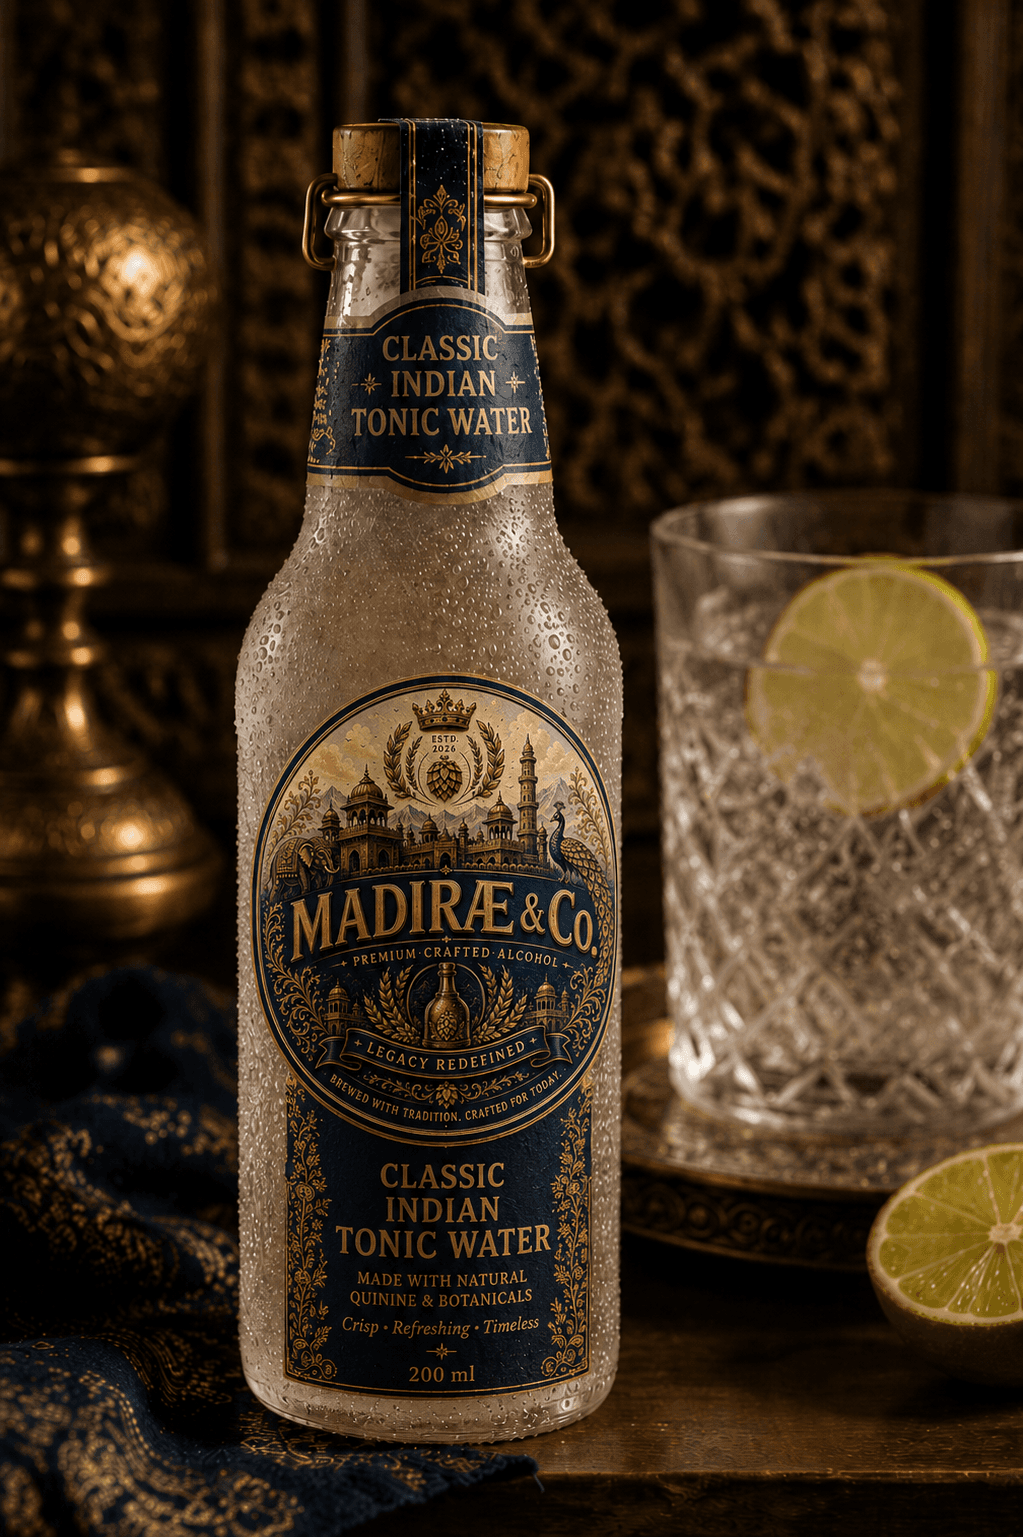 CLASSIC
INDIAN
TONIC WATER
ESTD.
2026
MADIRÆ & Co.
PREMIUM · CRAFTED · ALCOHOL
LEGACY REDEFINED
BREWED WITH TRADITION. CRAFTED FOR TODAY.
CLASSIC
INDIAN
TONIC WATER
MADE WITH NATURAL
QUININE & BOTANICALS
Crisp • Refreshing • Timeless
200 ml